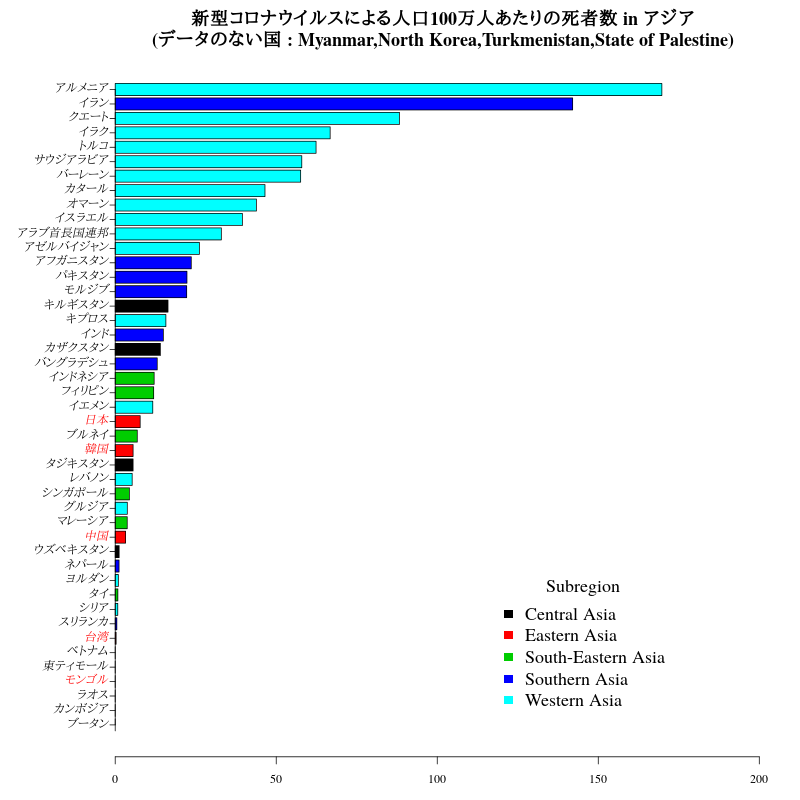 新型コロナウイルスによる人口100万人あたりの死者数 in アジア
(データのない国 : Myanmar,North Korea,Turkmenistan,State of Palestine)
アルメニア
イラン
クエート
イラク
トルコ
サウジアラビア
バーレーン
カタール
オマーン
イスラエル
アラブ首長国連邦
アゼルバイジャン
アフガニスタン
パキスタン
モルジブ
キルギスタン
キプロス
インド
カザクスタン
バングラデシュ
インドネシア
フィリピン
イエメン
日本
ブルネイ
韓国
タジキスタン
レバノン
シンガポール
グルジア
マレーシア
中国
ウズベキスタン
ネパール
ヨルダン
タイ
シリア
スリランカ
台湾
ベトナム
東ティモール
モンゴル
ラオス
カンボジア
ブータン
Subregion
Central Asia
Eastern Asia
South-Eastern Asia
Southern Asia
Western Asia
0 50 100 150 200